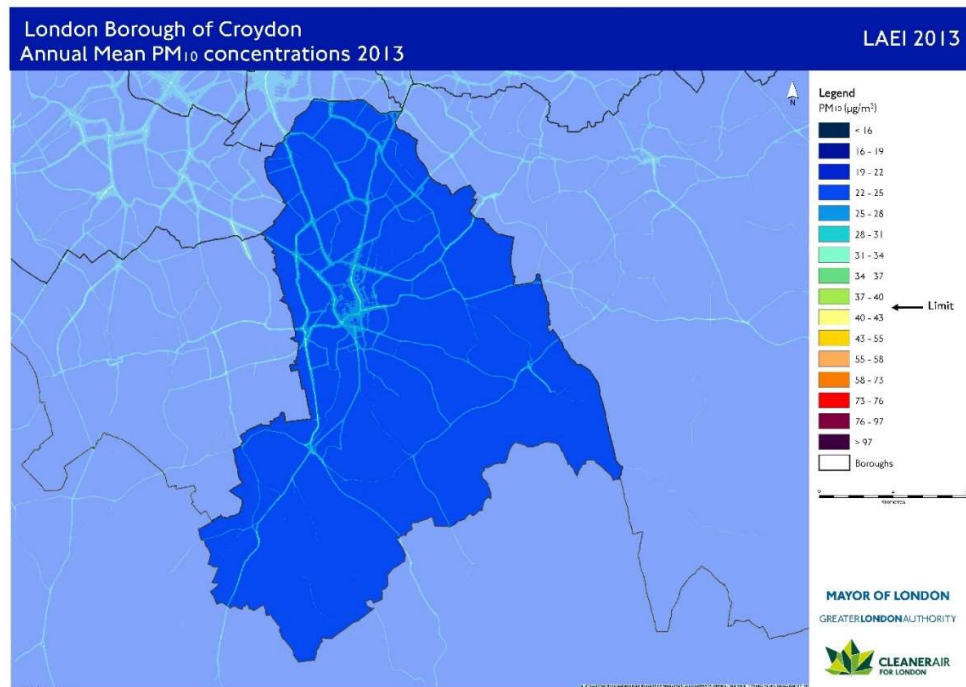 London Borough of Croydon
Annual Mean PM10 concentrations 2013
LAEI 2013
N
Legend
PM10 (µg/m³)
< 16
16 - 19
19 - 22
22 - 25
25 - 28
28 - 31
31 - 34
34 - 37
37 - 40
40 - 43
43 - 55
55 - 58
58 - 73
73 - 76
76 - 97
> 97
Boroughs
Limit
MAYOR OF LONDON
GREATERLONDONAUTHORITY
CLEANERAIR
FOR LONDON